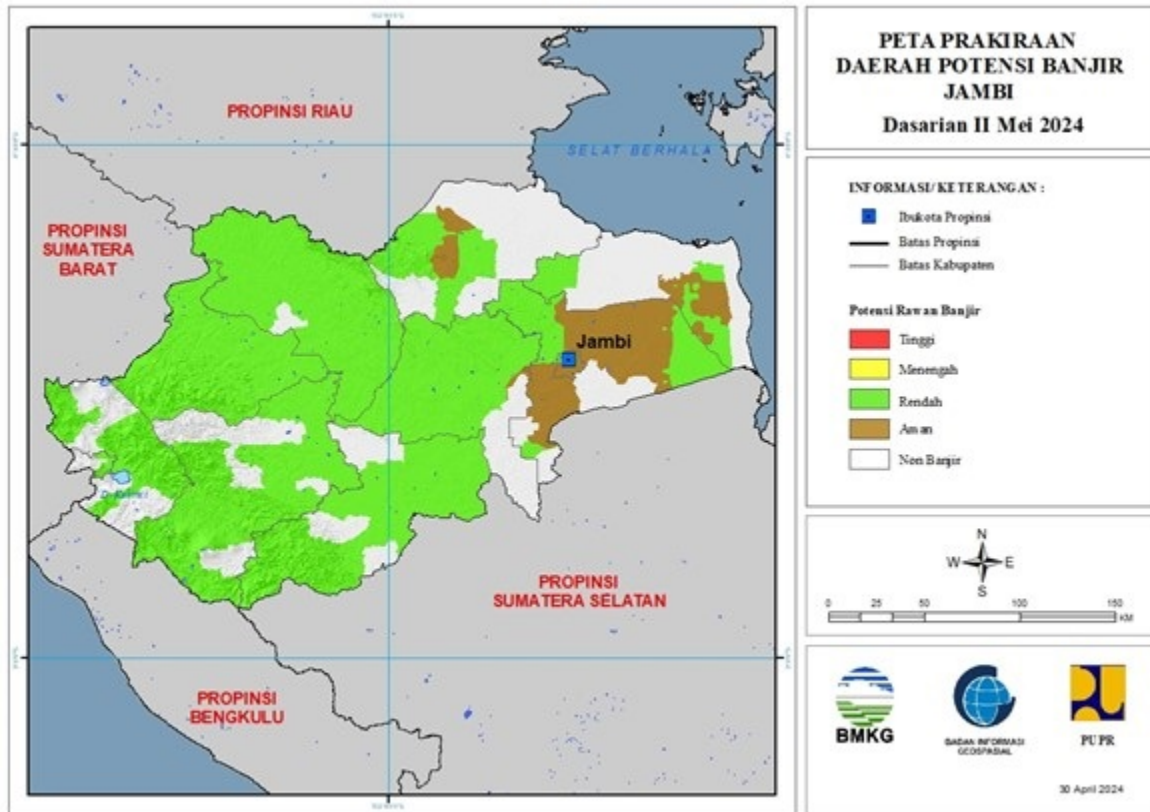 PETA PRAKIRAAN
DAERAH POTENSI BANJIR
JAMBI
Dasarian II Mei 2024
PROPINSI RIAU
SELAT BERHALA
PROPINSI
SUMATERA
BARAT
Jambi
PROPINSI
SUMATERA SELATAN
PROPINSI
BENGKULU
INFORMASI/KETERANGAN :
Ibukota Propinsi
Batas Propinsi
Batas Kabupaten
Potensi Rawan Banjir
Tinggi
Menengah
Rendah
Aman
Non Banjir
N
W E
S
0 25 50 100 150
KM
BMKG
BADAN INFORMASI
GEOSPASIAL
PUPR
30 April 2024